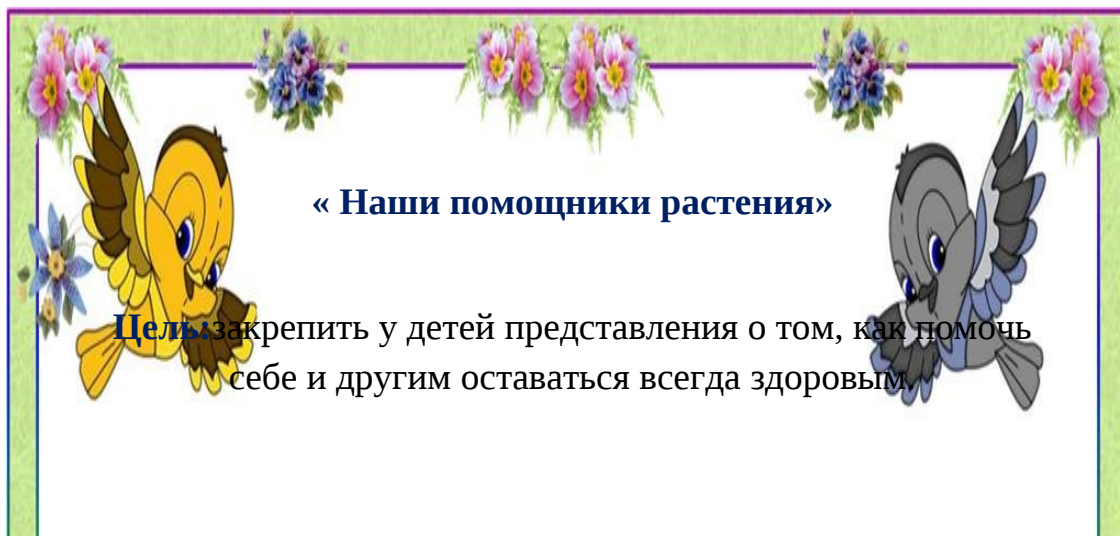 « Наши помощники растения»
Цель:закрепить у детей представления о том, как помочь
себе и другим оставаться всегда здоровым.